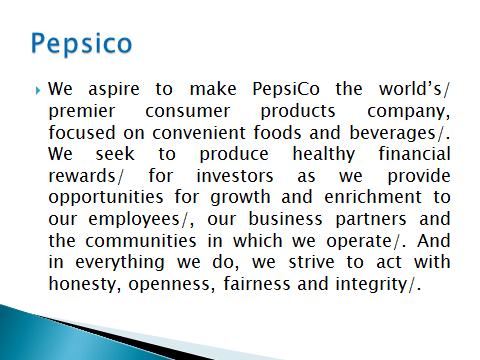 Pepsico
We aspire to make PepsiCo the world's/
premier consumer products company,
focused on convenient foods and beverages/.
We seek to produce healthy financial
rewards/ for investors as we provide
opportunities for growth and enrichment to
our employees/, our business partners and
the communities in which we operate/. And
in everything we do, we strive to act with
honesty, openness, fairness and integrity/.